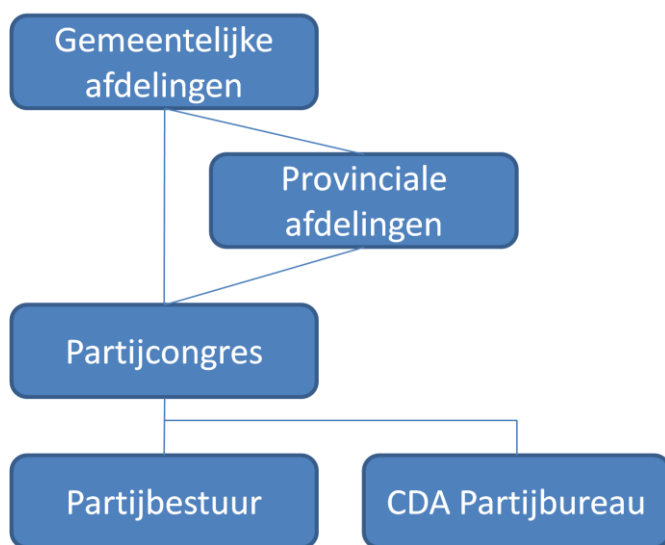 Gemeentelijke
afdelingen
Provinciale
afdelingen
Partijcongres
Partijbestuur
CDA Partijbureau